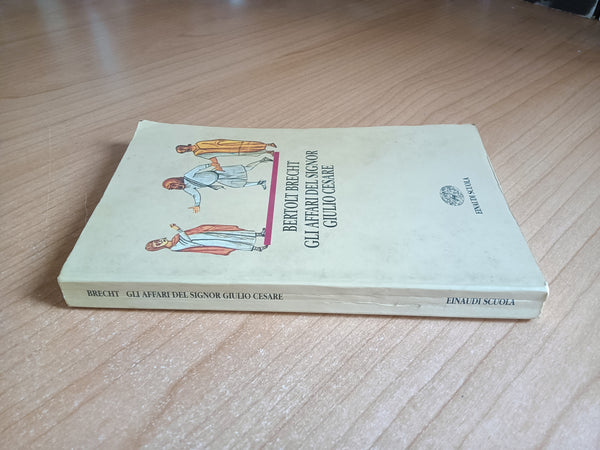 BERTOLT BRECHT
GLI AFFARI DEL SIGNOR
GIULIO CESARE
EINAUDI SCUOLA
BRECHT GLI AFFARI DEL SIGNOR GIULIO CESARE
EINAUDI SCUOLA